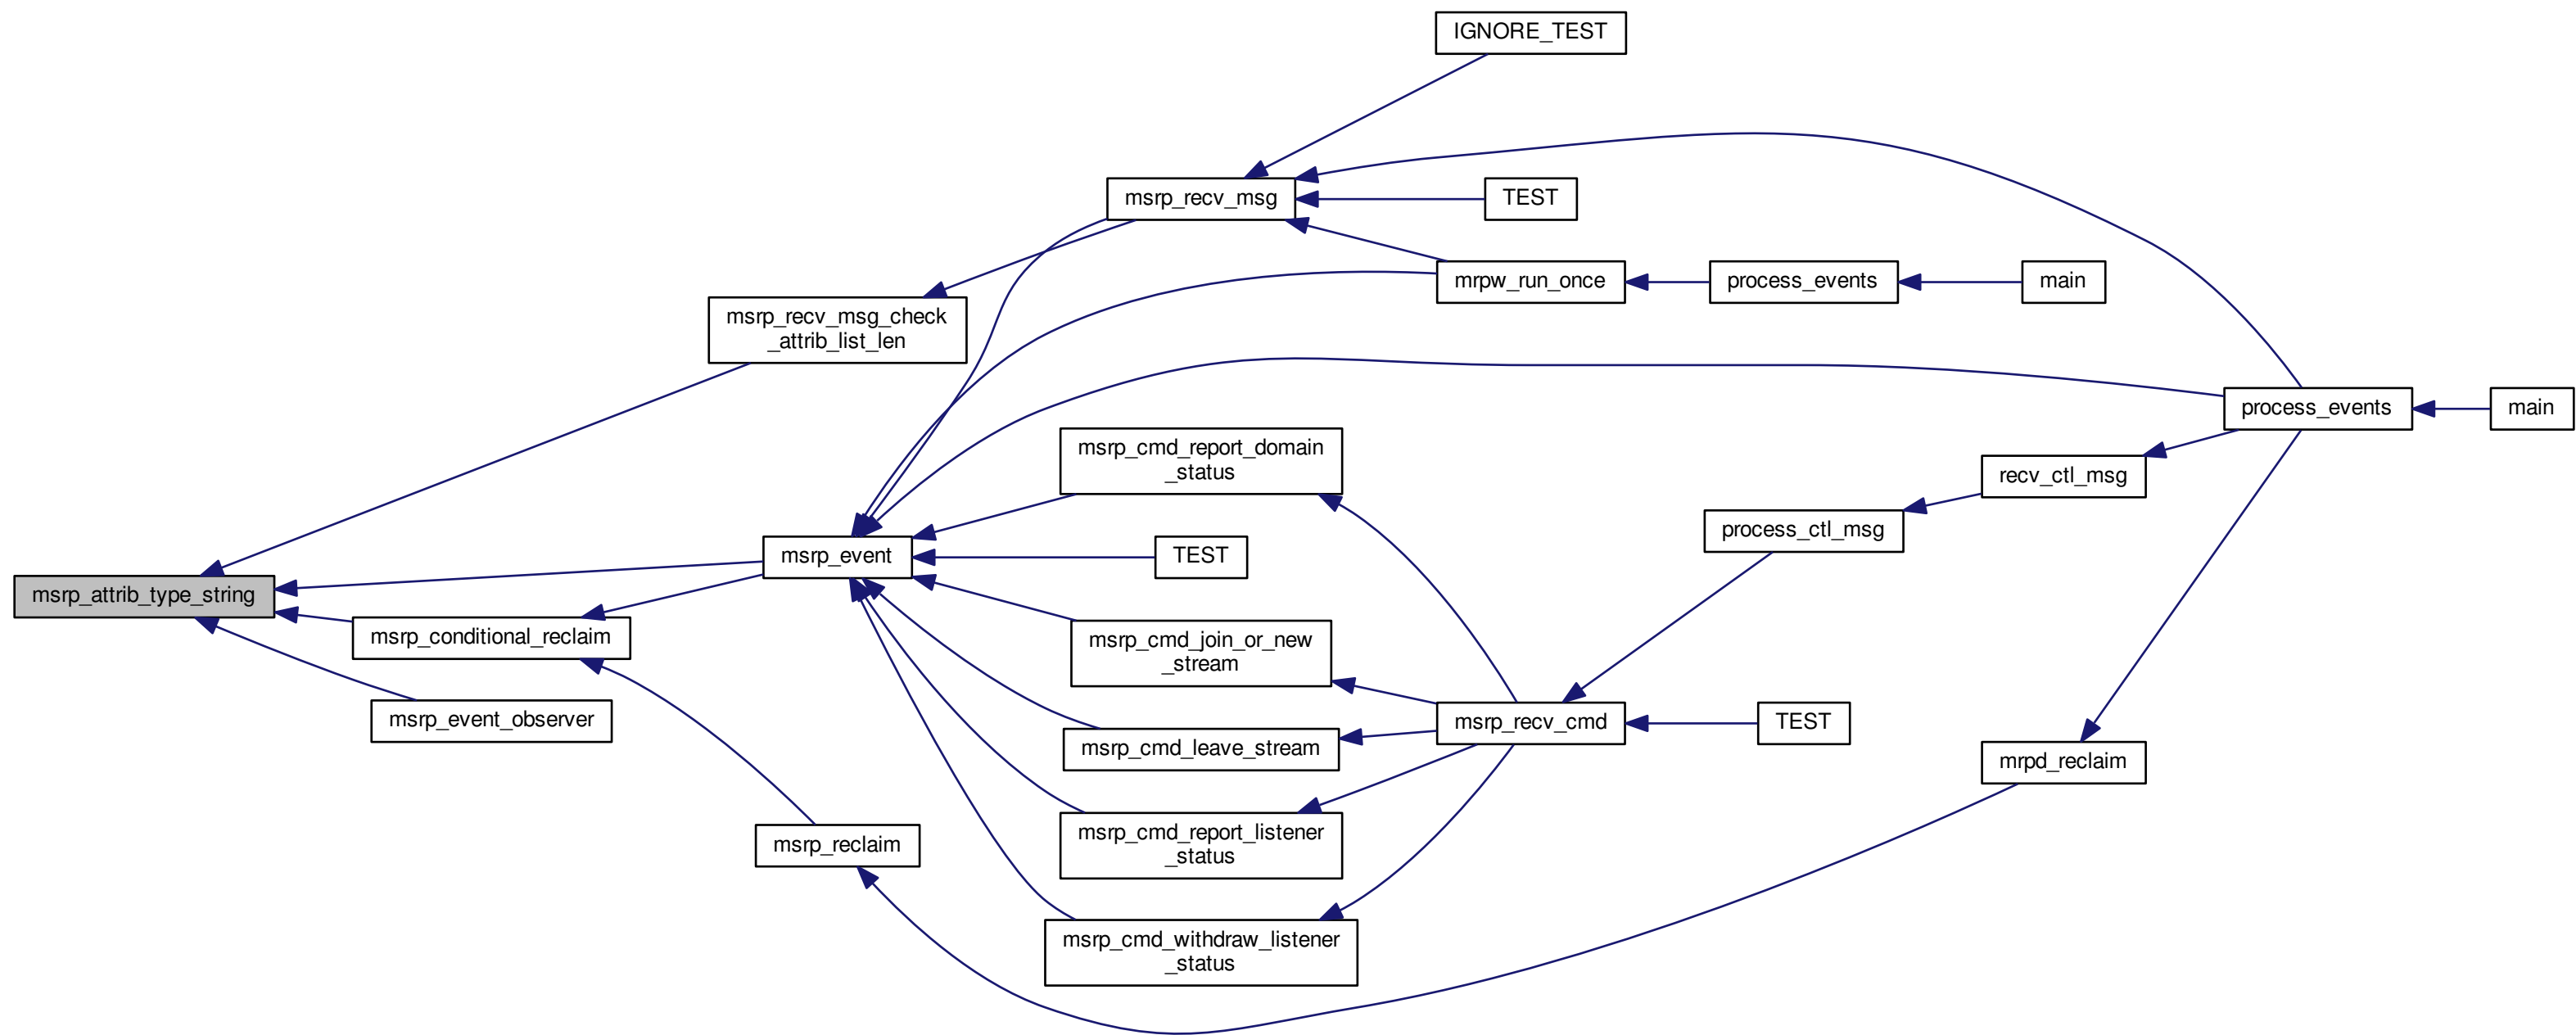 IGNORE_TEST
msrp_recv_msg
TEST
mrpw_run_once
process_events
main
msrp_recv_msg_check
_attrib_list_len
process_events
main
msrp_cmd_report_domain
_status
recv_ctl_msg
process_ctl_msg
msrp_event
TEST
msrp_attrib_type_string
msrp_conditional_reclaim
msrp_cmd_join_or_new
_stream
msrp_event_observer
msrp_recv_cmd
TEST
msrp_cmd_leave_stream
mrpd_reclaim
msrp_reclaim
msrp_cmd_report_listener
_status
msrp_cmd_withdraw_listener
_status